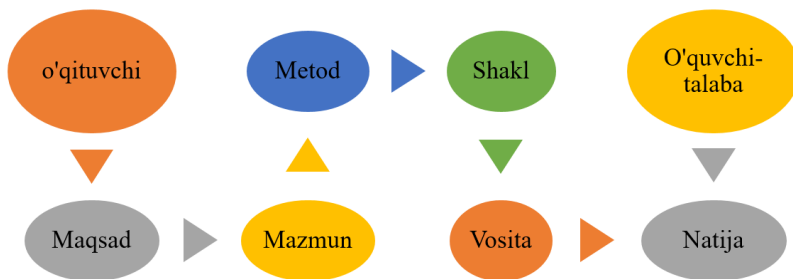 o'qituvchi
Metod
Shakl
O'quvchi-
talaba
Maqsad
Mazmun
Vosita
Natija